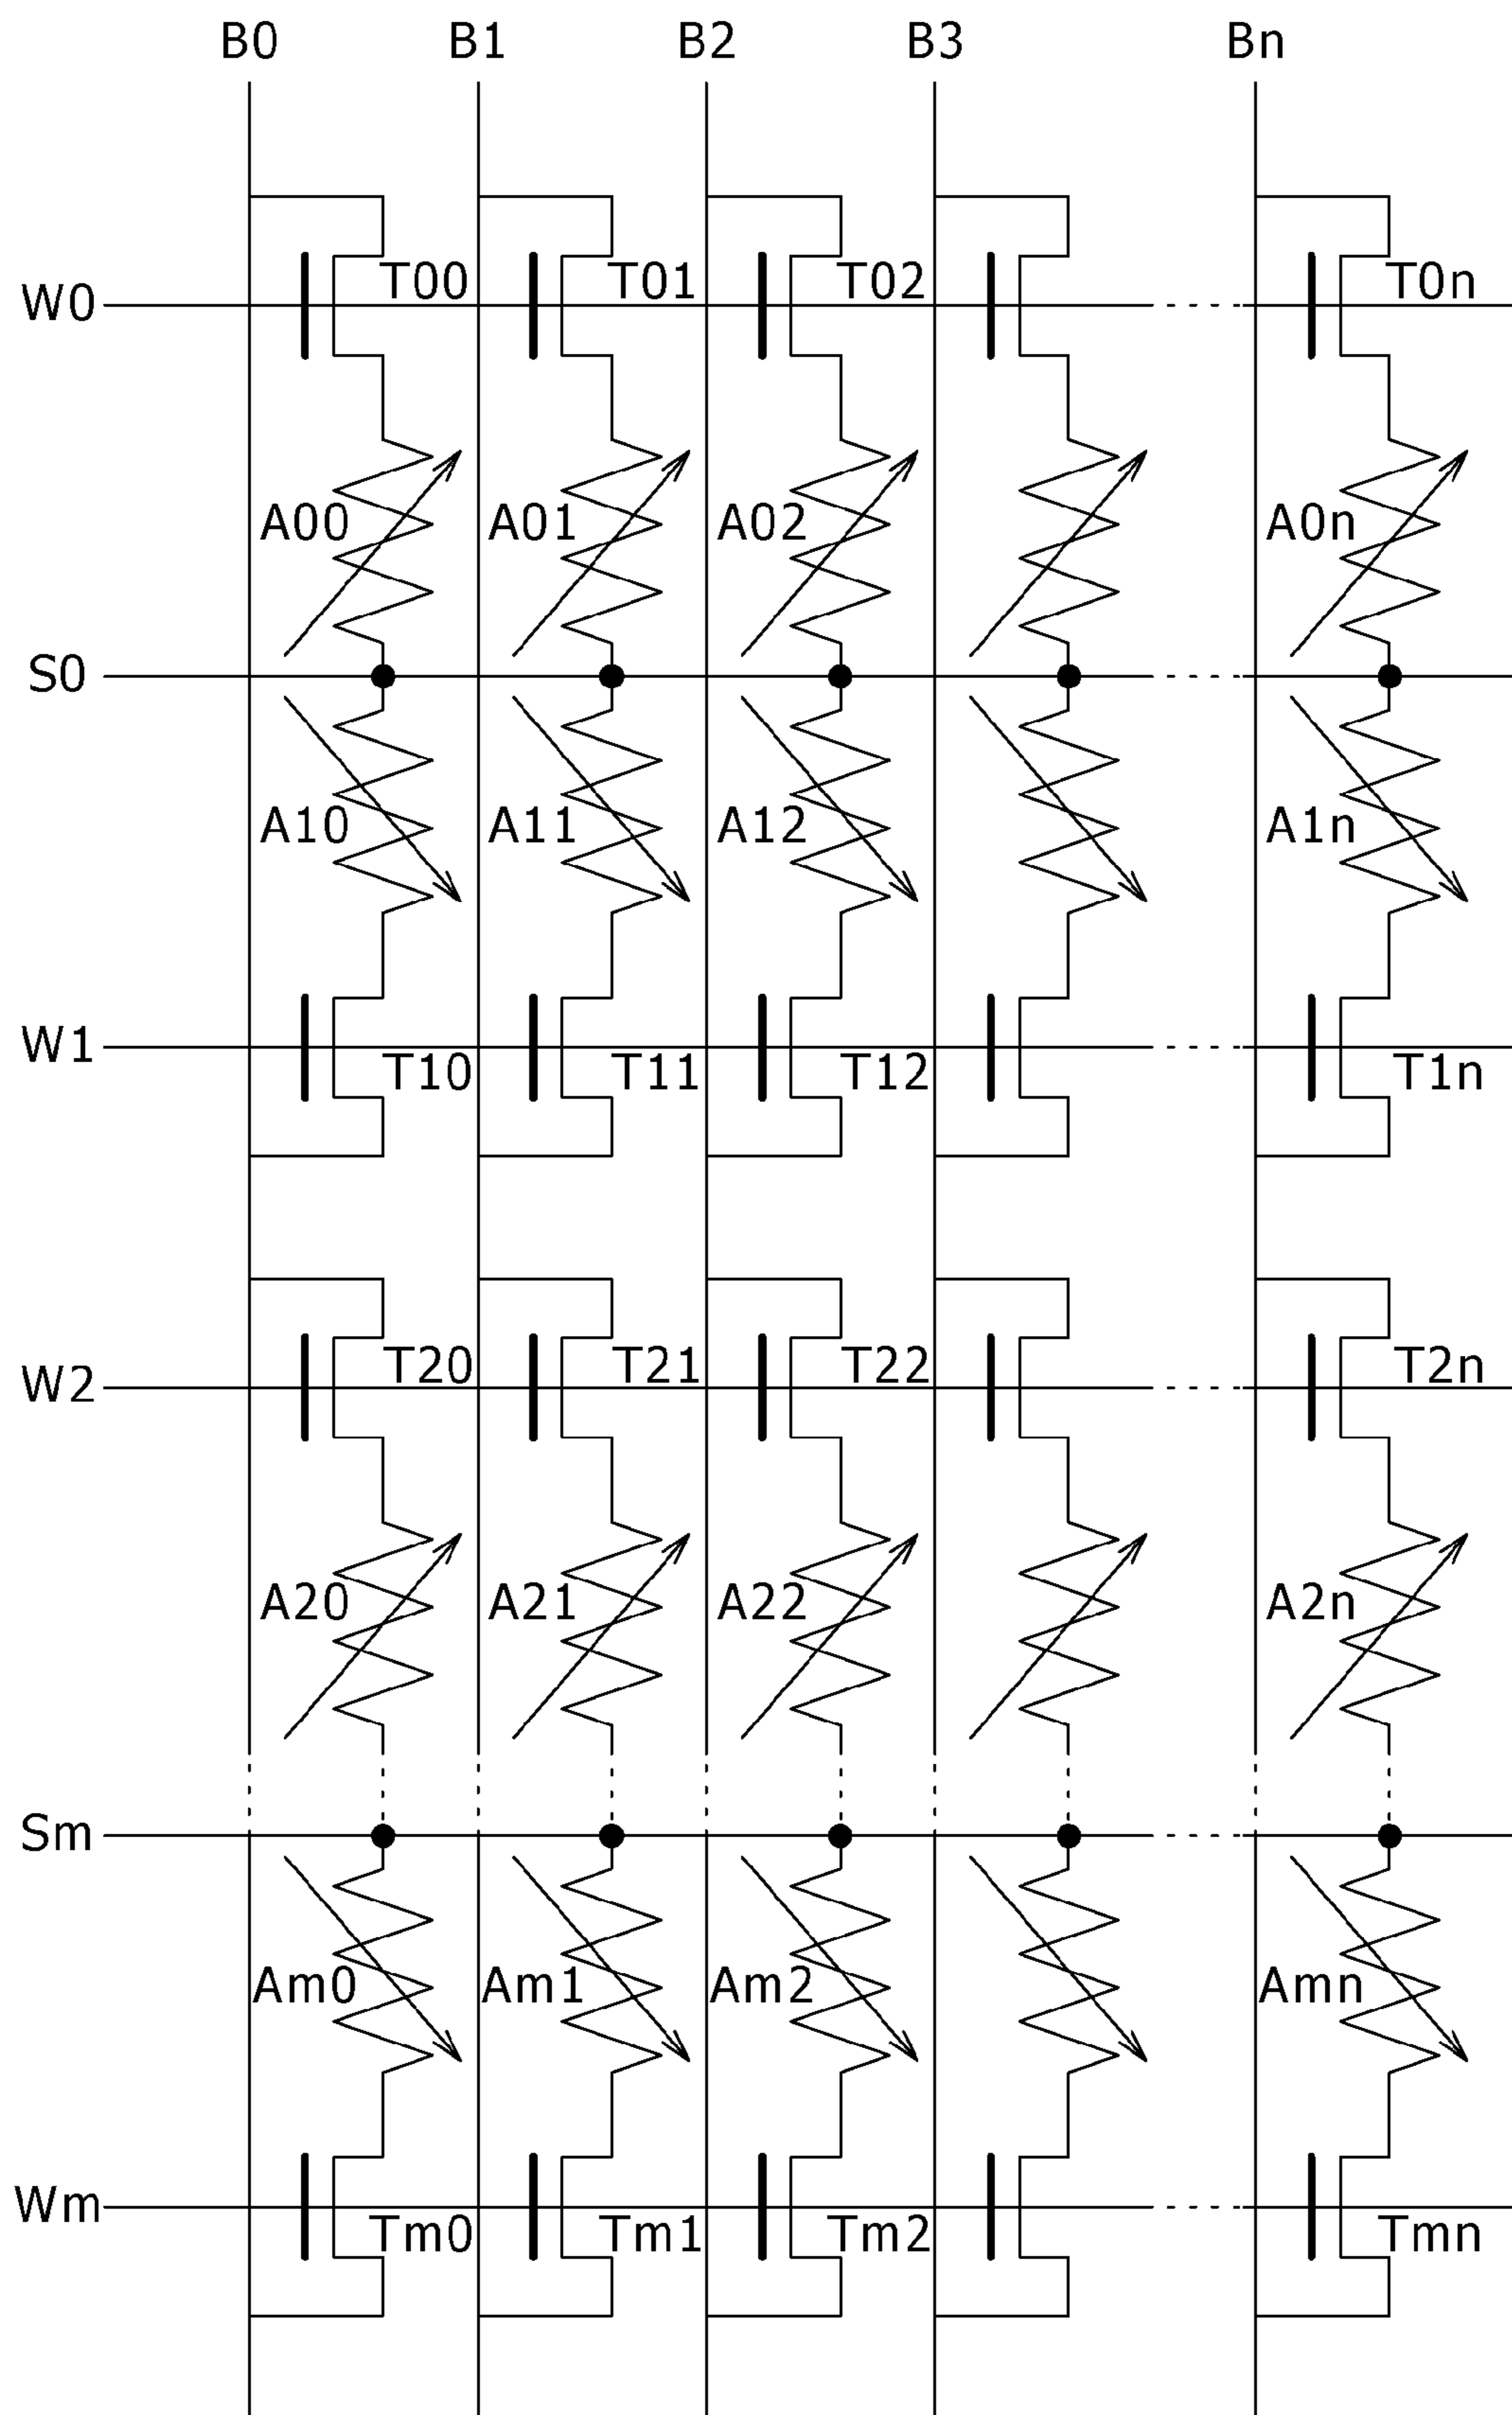 B0 B1 B2 B3 Bn
T00 T01 T02 T0n
W0
A00 A01 A02 A0n
S0
A10 A11 A12 A1n
W1
T10 T11 T12 T1n
T20 T21 T22 T2n
W2
A20 A21 A22 A2n
Sm
Am0 Am1 Am2 Amn
Wm
Tm0 Tm1 Tm2 Tmn